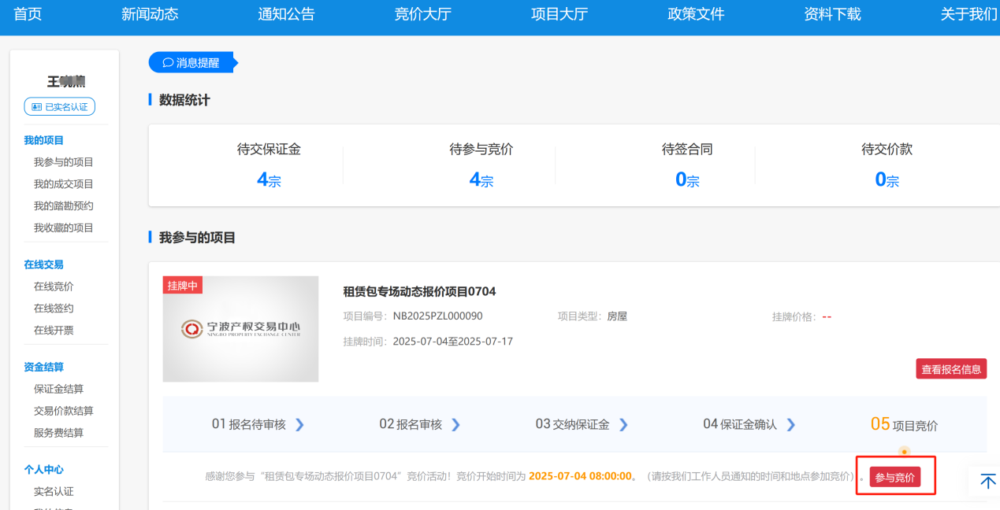 首页 新闻动态 通知公告 竞价大厅 项目大厅 政策文件 资料下载 关于我们
王
已实名认证
我的项目
我参与的项目
我的成交项目
我的踏勘预约
我收藏的项目
在线交易
在线竞价
在线签约
在线开票
资金结算
保证金结算
交易价款结算
服务费结算
个人中心
实名认证
消息提醒
数据统计
待交保证金 待参与竞价 待签合同 待交价款
4宗 4宗 0宗 0宗
我参与的项目
挂牌中
宁波产权交易中心
NINGBO PROPERTY EXCHANGE CENTER
租赁包专场动态报价项目0704
项目编号：NB2025PZL000090 项目类型：房屋 挂牌价格：--
挂牌时间：2025-07-04至2025-07-17
查看报名信息
01报名待审核 02报名审核 03交纳保证金 04保证金确认 05项目竞价
感谢您参与“租赁包专场动态报价项目0704”竞价活动！竞价开始时间为 2025-07-04 08:00:00。（请按我们工作人员通知的时间和地点参加竞价）。 参与竞价